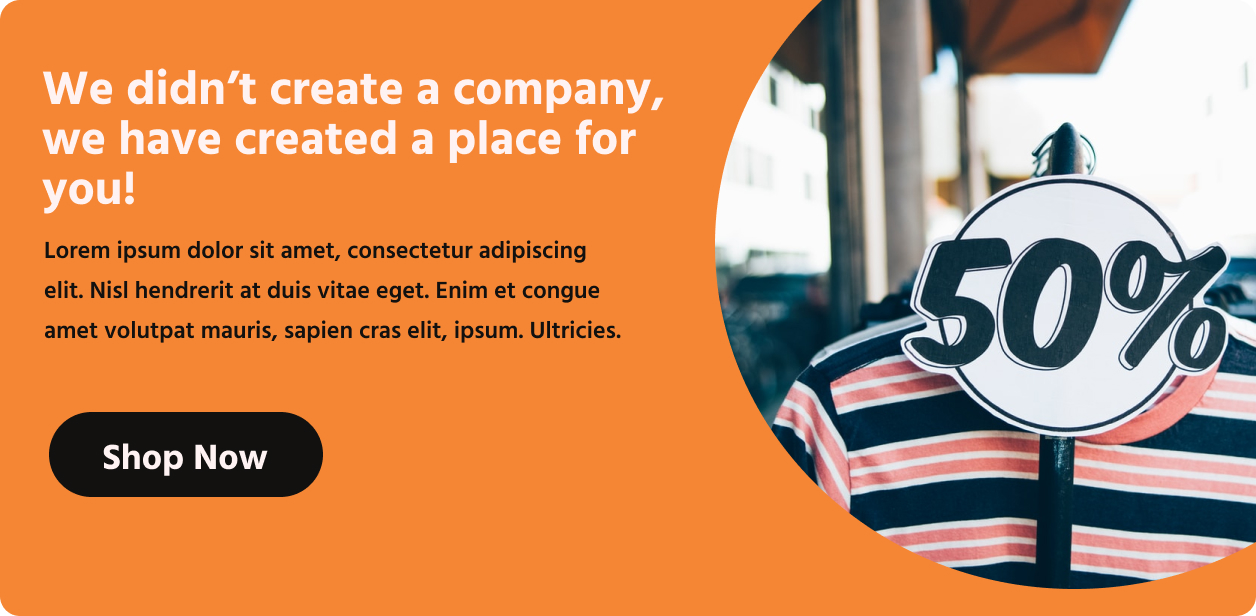 We didn’t create a company,
we have created a place for
you!
Lorem ipsum dolor sit amet, consectetur adipiscing
elit. Nisl hendrerit at duis vitae eget. Enim et congue
amet volutpat mauris, sapien cras elit, ipsum. Ultricies.
Shop Now
50%